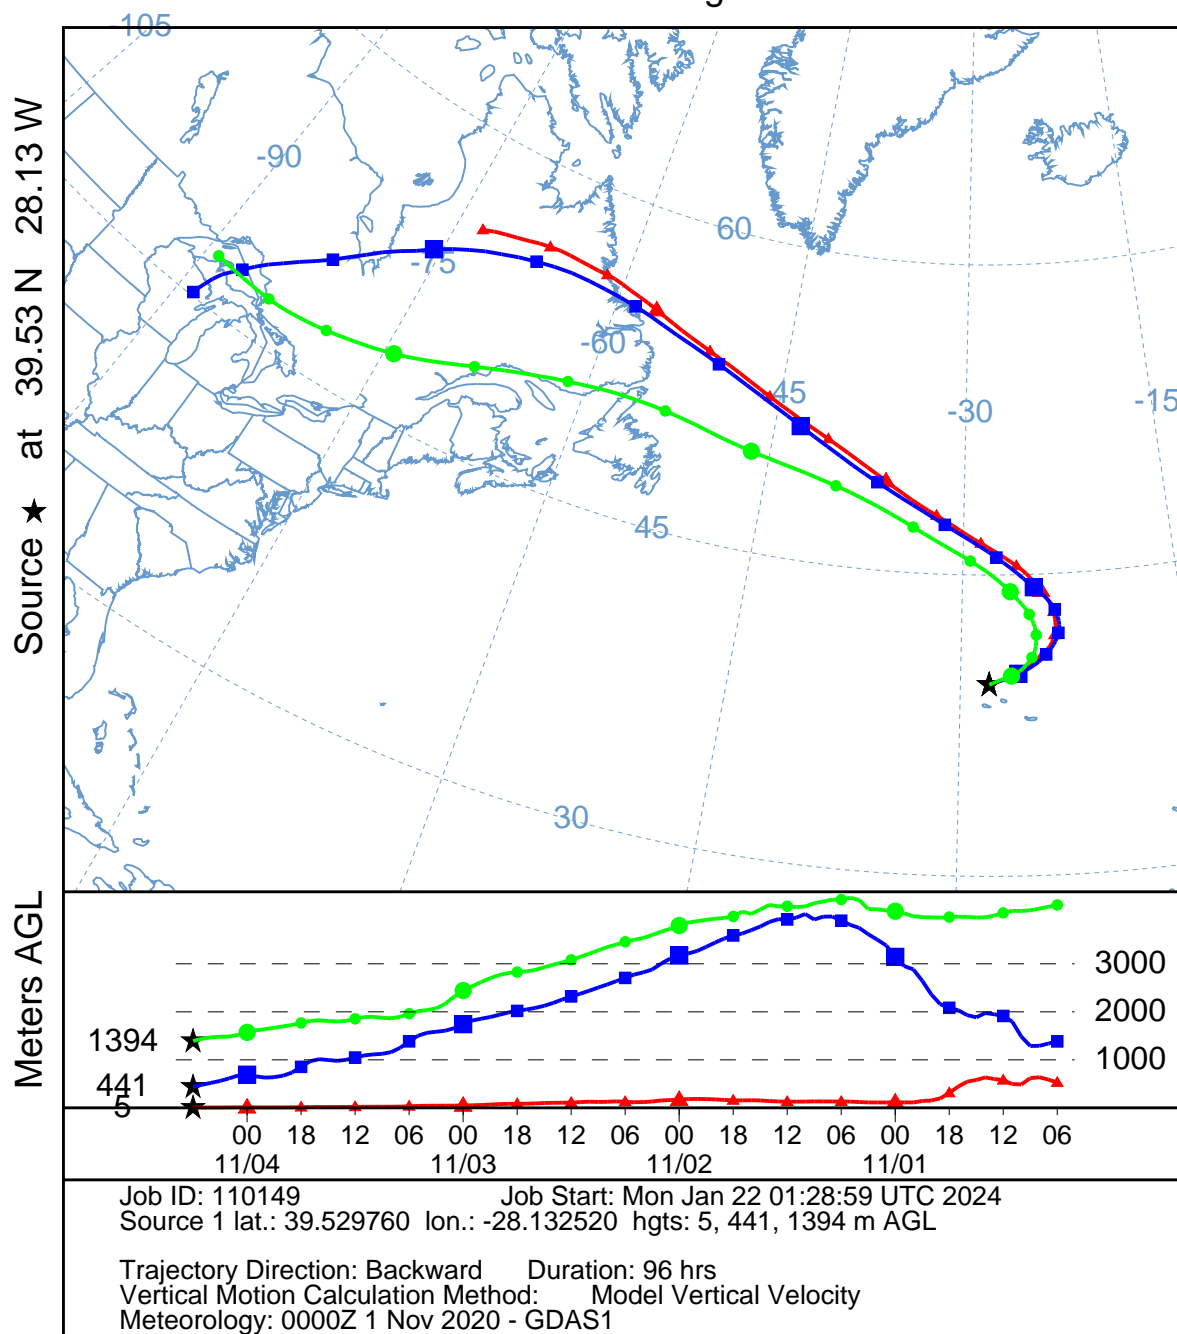 g
-105
-90
60
-75
-60
45
-30
-15
45
30
Source ★ at 39.53 N 28.13 W
Meters AGL
3000
2000
1394
1000
441
5
00 18 12 06 00 18 12 06 00 18 12 06 00 18 12 06
11/04 11/03 11/02 11/01
Job ID: 110149 Job Start: Mon Jan 22 01:28:59 UTC 2024
Source 1 lat.: 39.529760 lon.: -28.132520 hgts: 5, 441, 1394 m AGL
Trajectory Direction: Backward Duration: 96 hrs
Vertical Motion Calculation Method: Model Vertical Velocity
Meteorology: 0000Z 1 Nov 2020 - GDAS1